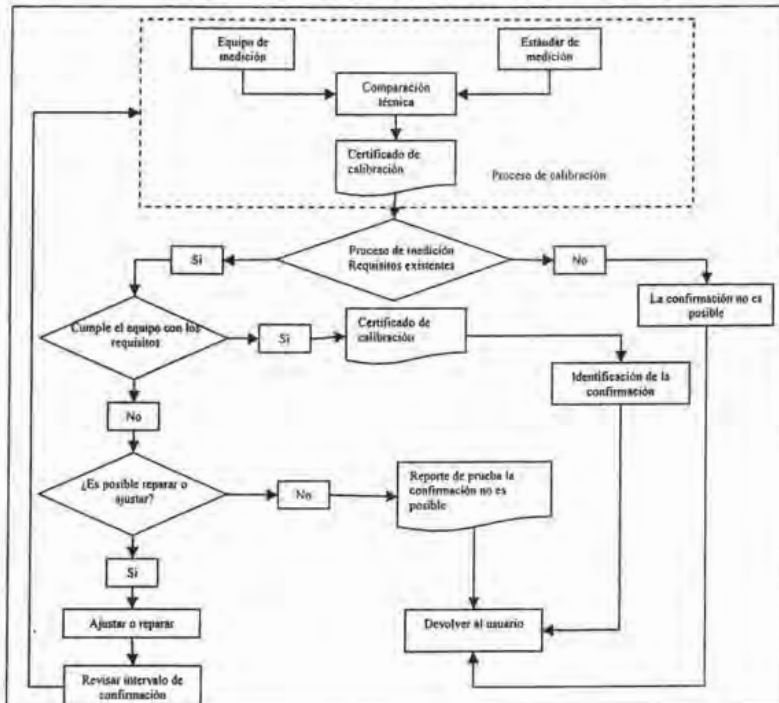 Equipo de
medición
Estándar de
medición
Comparación
técnica
Certificado de
calibración
Proceso de calibración
Proceso de medición
Requisitos existentes
Si
No
La confirmación no es
posible
Cumple el equipo con los
requisitos
Si
Certificado de
calibración
Identificación de la
confirmación
No
¿Es posible reparar o
ajustar?
No
Reporte de prueba la
confirmación no es
posible
Si
Ajustar o reparar
Devolver al usuario
Revisar intervalo de
confirmación